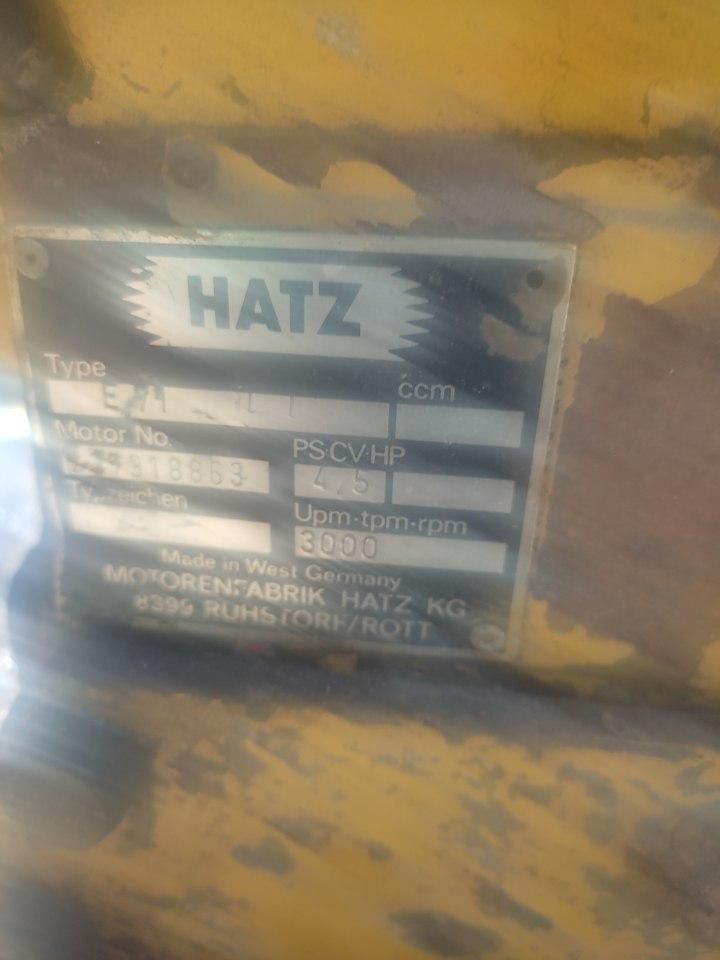 HATZ
Type
ccm
Motor No.
PS·CV·HP
4,5
Typzeichen
Upm·tpm·rpm
3000
Made in West Germany
MOTORENFABRIK HATZ KG
8399 RUHSTORF/ROTT